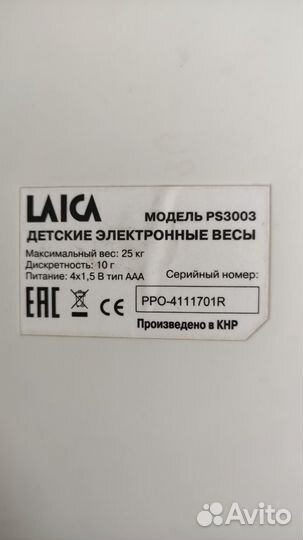 LAICA
МОДЕЛЬ PS3003
ДЕТСКИЕ ЭЛЕКТРОННЫЕ ВЕСЫ
Максимальный вес: 25 кг
Дискретность: 10 г
Питание: 4x1,5 В тип ААА
Серийный номер:
EAC CE
PPO-4111701R
Произведено в КНР
Avito